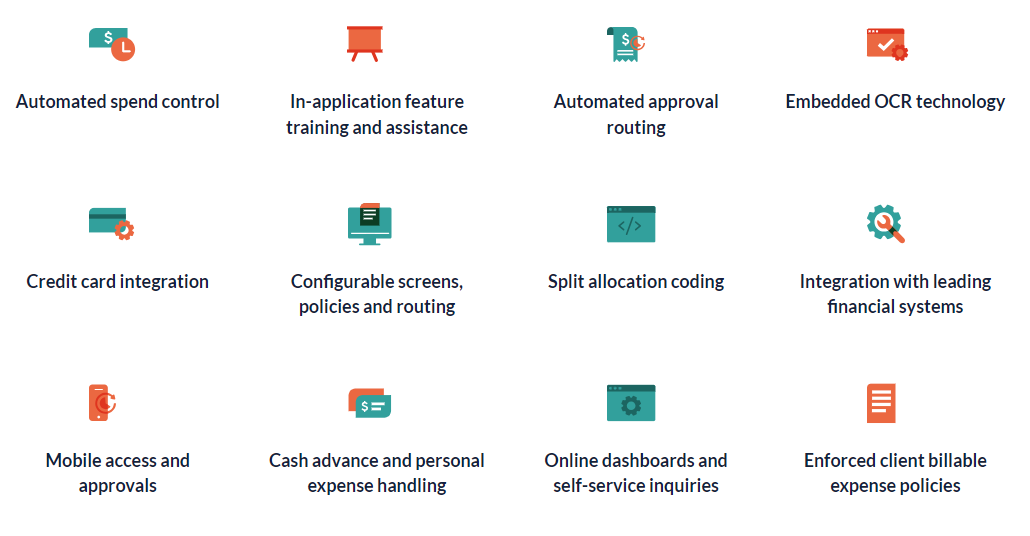 Automated spend control
In-application feature
training and assistance
Automated approval
routing
Embedded OCR technology
Credit card integration
Configurable screens,
policies and routing
Split allocation coding
Integration with leading
financial systems
Mobile access and
approvals
Cash advance and personal
expense handling
Online dashboards and
self-service inquiries
Enforced client billable
expense policies